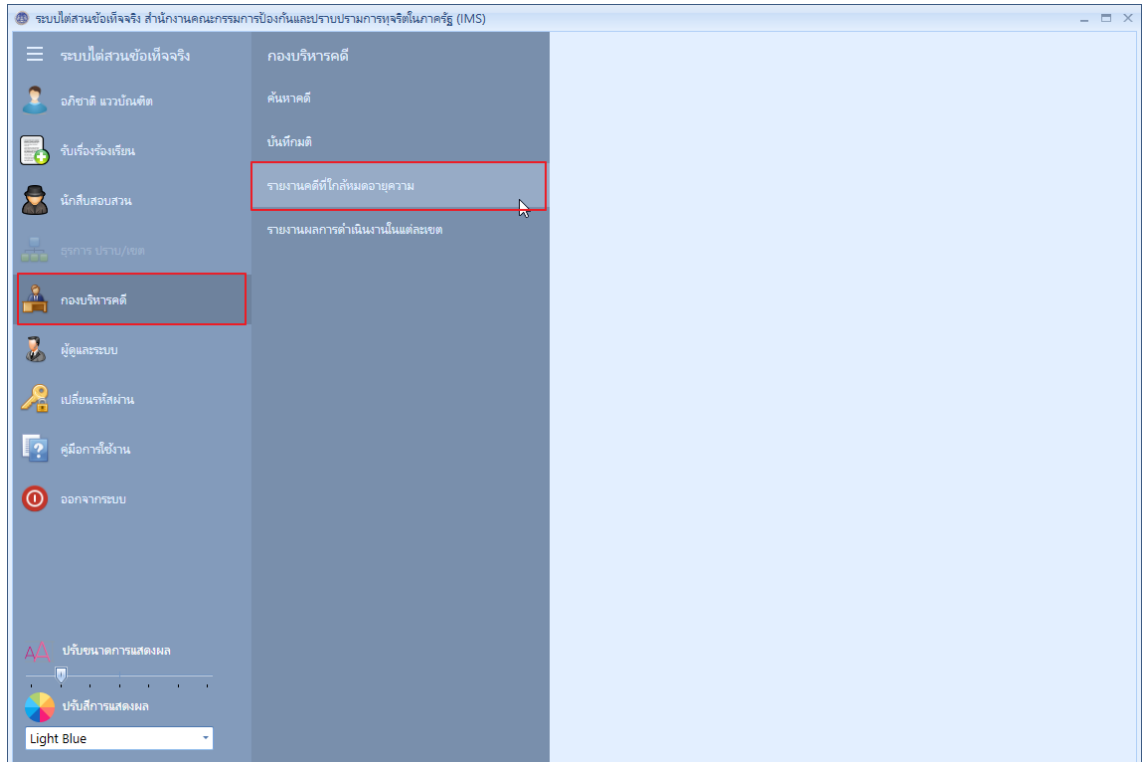 ระบบไต่สวนข้อเท็จจริง สำนักงานคณะกรรมการป้องกันและปราบปรามการทุจริตในภาครัฐ (IMS)
ระบบไต่สวนข้อเท็จจริง
อภิชาติ แววบัณฑิต
รับเรื่องร้องเรียน
นักสืบสอบสวน
ธุรการ ปราบ/เขต
กองบริหารคดี
ผู้ดูและระบบ
เปลี่ยนรหัสผ่าน
คู่มือการใช้งาน
ออกจากระบบ
ปรับขนาดการแสดงผล
ปรับสีการแสดงผล
Light Blue
กองบริหารคดี
ค้นหาคดี
บันทึกมติ
รายงานคดีที่ใกล้หมดอายุความ
รายงานผลการดำเนินงานในแต่ละเขต